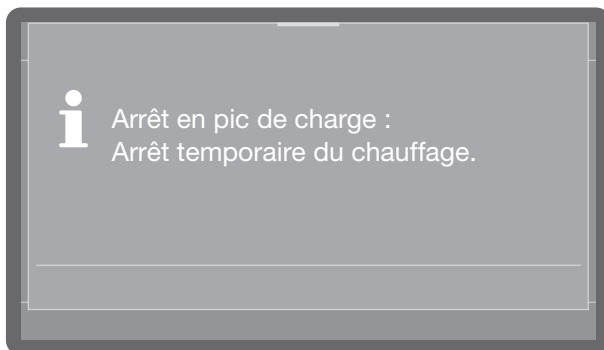 Arrêt en pic de charge :
Arrêt temporaire du chauffage.